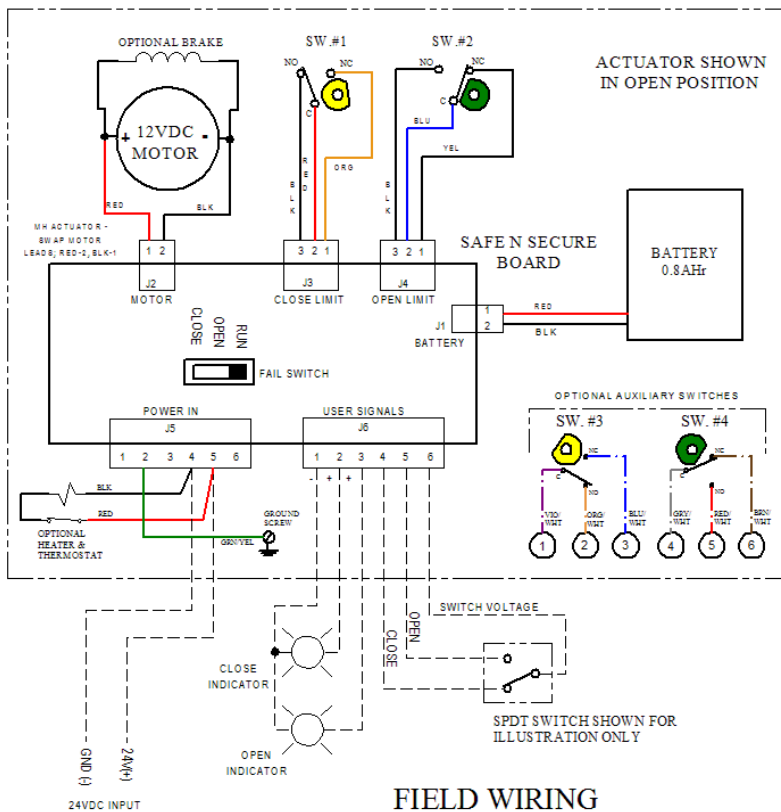 OPTIONAL BRAKE
SW.#1
SW.#2
ACTUATOR SHOWN
IN OPEN POSITION
NO
NC
NO
NC
C
C
+ 12VDC -
MOTOR
BLU
YEL
ORG
BLK
RED
BLK
RED
BLK
MH ACTUATOR -
SWAP MOTOR
LEADS, RED-2, BLK-1
1 2
3 2 1
3 2 1
J2
J3
J4
MOTOR
CLOSE LIMIT
OPEN LIMIT
SAFE N SECURE
BOARD
BATTERY
0.8AHr
J1
1
2
BATTERY
RED
BLK
CLOSE
OPEN
RUN
FAIL SWITCH
POWER IN
USER SIGNALS
J5
J6
1 2 3 4 5 6
1 2 3 4 5 6
- + +
OPTIONAL AUXILIARY SWITCHES
SW. #3
SW. #4
NC
NC
C
C
NO
NO
VIO/WHT
ORG/WHT
BLU/WHT
GRY/WHT
RED/WHT
BRN/WHT
1 2 3 4 5 6
BLK
RED
GRN/YEL
GROUND
SCREW
OPTIONAL
HEATER &
THERMOSTAT
SWITCH VOLTAGE
CLOSE
OPEN
CLOSE
INDICATOR
OPEN
INDICATOR
SPDT SWITCH SHOWN FOR
ILLUSTRATION ONLY
GND (-)
24V(+)
24VDC INPUT
FIELD WIRING